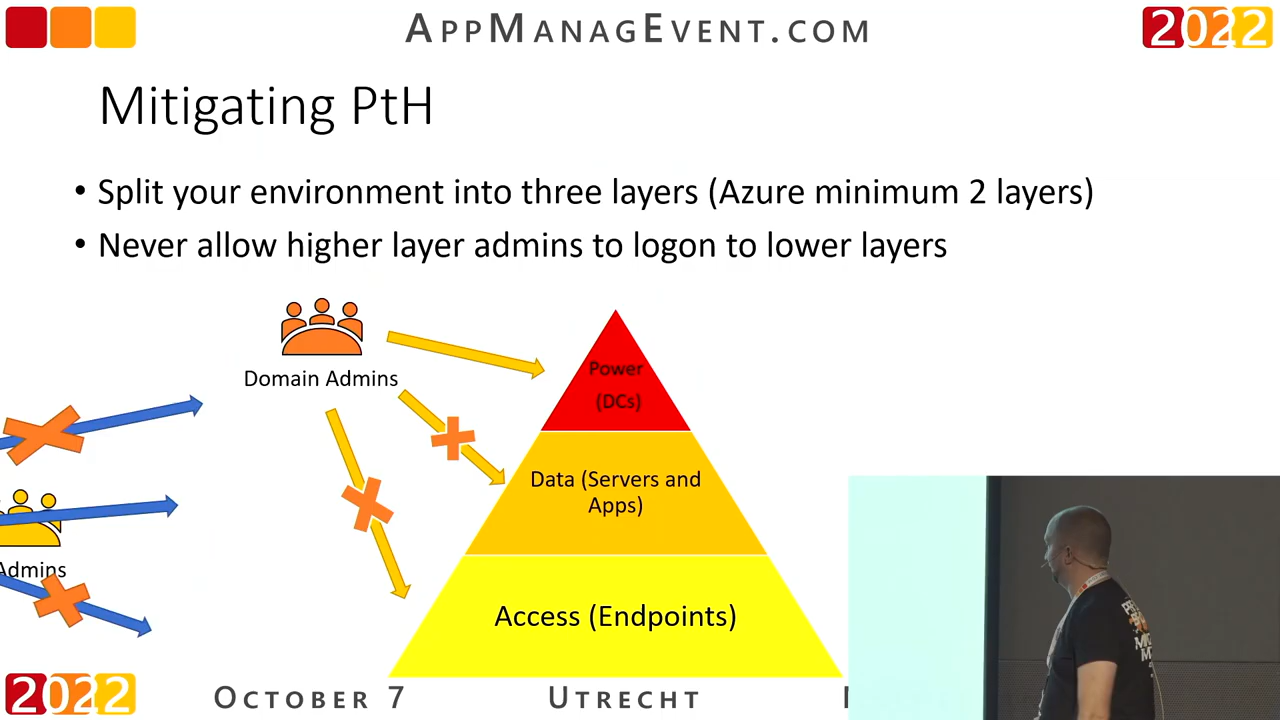 APPMANAGEVENT.COM
2022
Mitigating PtH
• Split your environment into three layers (Azure minimum 2 layers)
• Never allow higher layer admins to logon to lower layers
Domain Admins
Power
(DCs)
Data (Servers and
Apps)
Admins
Access (Endpoints)
2022
OCTOBER 7
UTRECHT